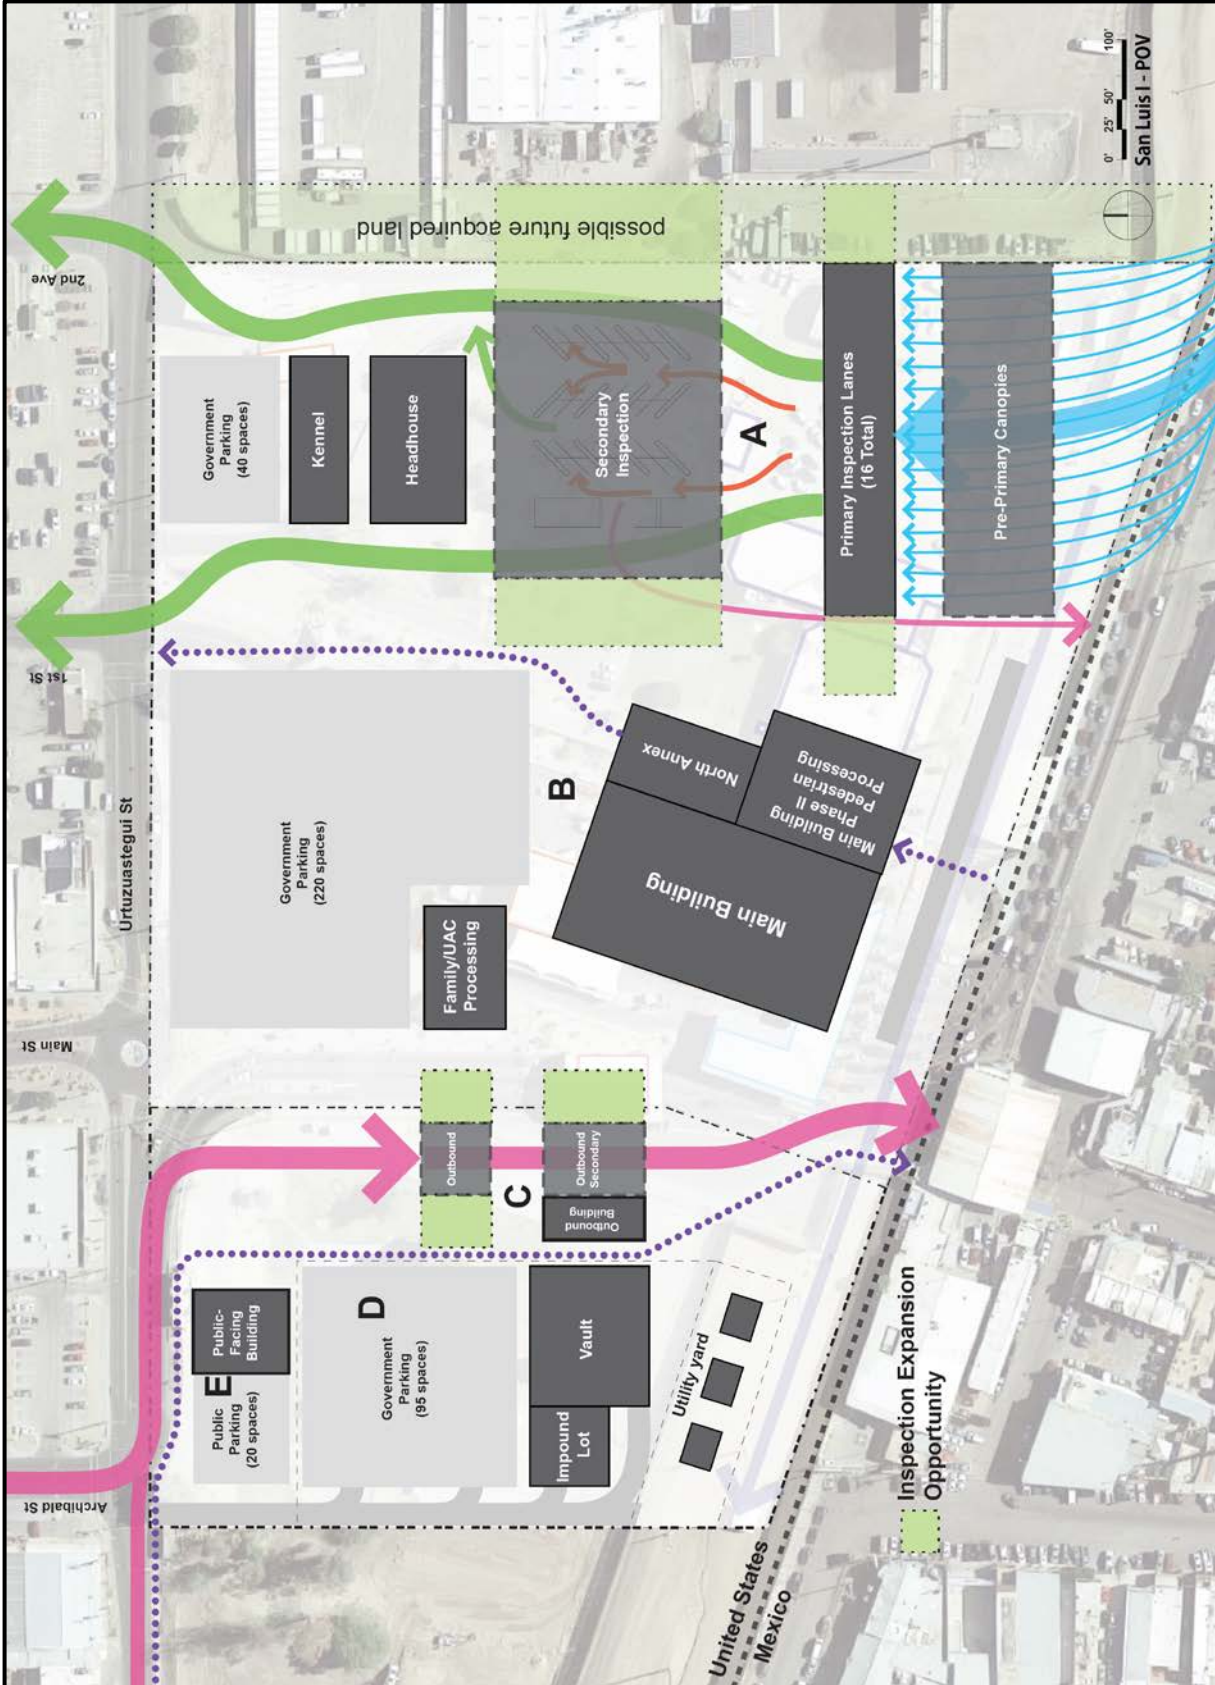 Archibald St
Main St
1st St
2nd Ave
Urtuzuastegui St
Public-
Facing
Building
E
Public
Parking
(20 spaces)
D
Government
Parking
(95 spaces)
Impound
Lot
Vault
Utility yard
Outbound
C
Outbound
Secondary
Outbound
Building
Government
Parking
(220 spaces)
Family/UAC
Processing
B
North Annex
Main Building
Main Building
Phase II
Pedestrian
Processing
Government
Parking
(40 spaces)
Kennel
Headhouse
Secondary
Inspection
A
Primary Inspection Lanes
(16 Total)
Pre-Primary Canopies
possible future acquired land
United States
Mexico
Inspection Expansion
Opportunity
0' 25' 50' 100'
San Luis I - POV